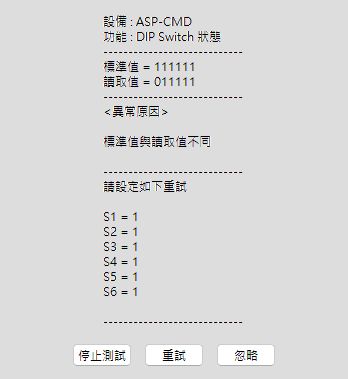 設備 : ASP-CMD
功能 : DIP Switch 狀態
----------------------------
標準值 = 111111
讀取值 = 011111
----------------------------
<異常原因>
標準值與讀取值不同
----------------------------
請設定如下重試
S1 = 1
S2 = 1
S3 = 1
S4 = 1
S5 = 1
S6 = 1
----------------------------
停止測試 重試 忽略